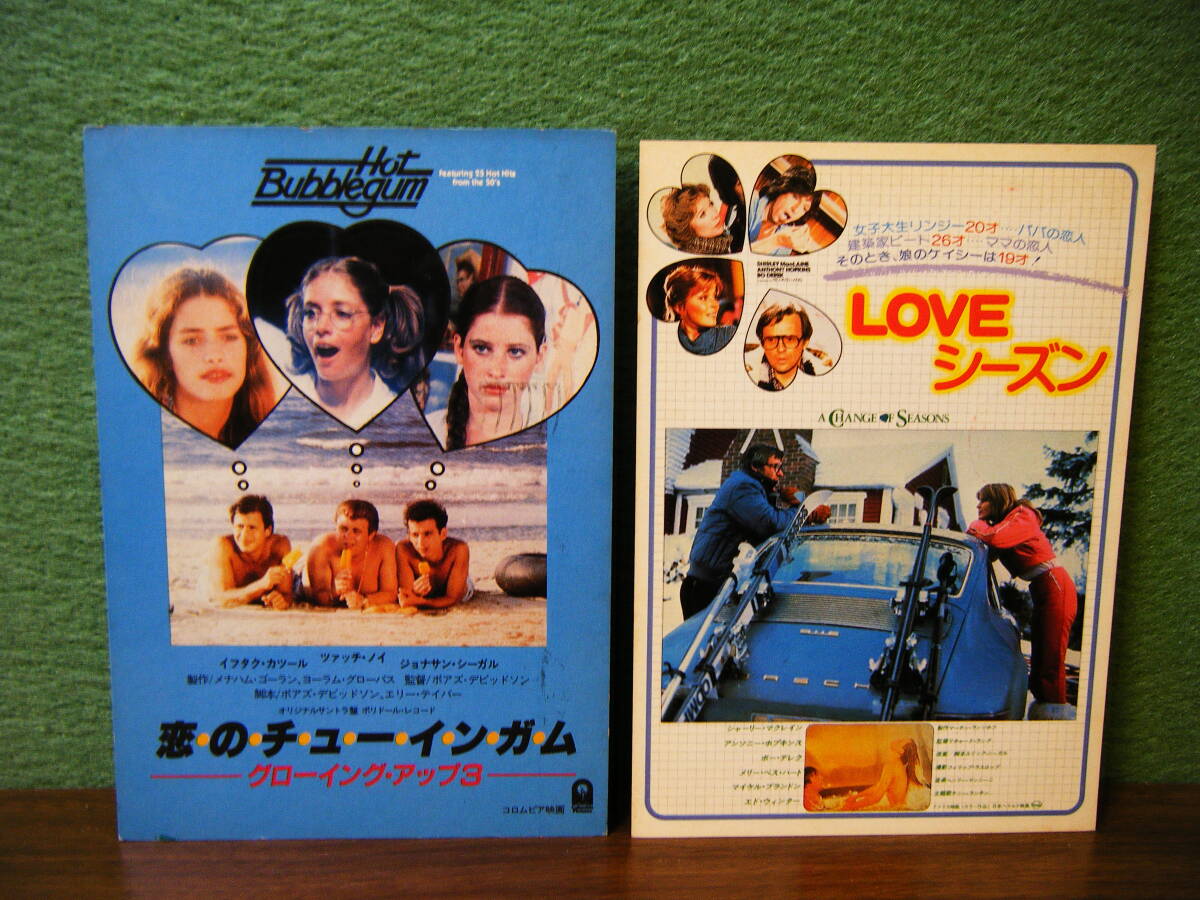 Hot
Bubblegum
Featuring 25 Hot Hits
from the 50's
イフタク・カツール ツァッチ・ノイ ジョナサン・シーガル
製作/メナハム・ゴーラン、ヨーラム・グローバス 監督/ボアズ・デビッドソン
脚本/ボアズ・デビッドソン、エリー・テイバー
オリジナルサントラ盤 ポリドール・レコード
恋・の・チ・ュ・ー・イ・ン・ガ・ム
グローイング・アップ3
コロムビア映画
女子大生リンジー20才‥‥パパの恋人
建築家ピート26才‥‥ママの恋人
そのとき、娘のケイシーは19才!
SHIRLEY MacLAINE
ANTHONY HOPKINS
BO DEREK
LOVE
シーズン
A CHANGE OF SEASONS
シャーリー・マクレイン
アンソニー・ホプキンス
ボー・デレク
メリー・ベス・ハート
マイケル・ブランドン
エド・ウィンター